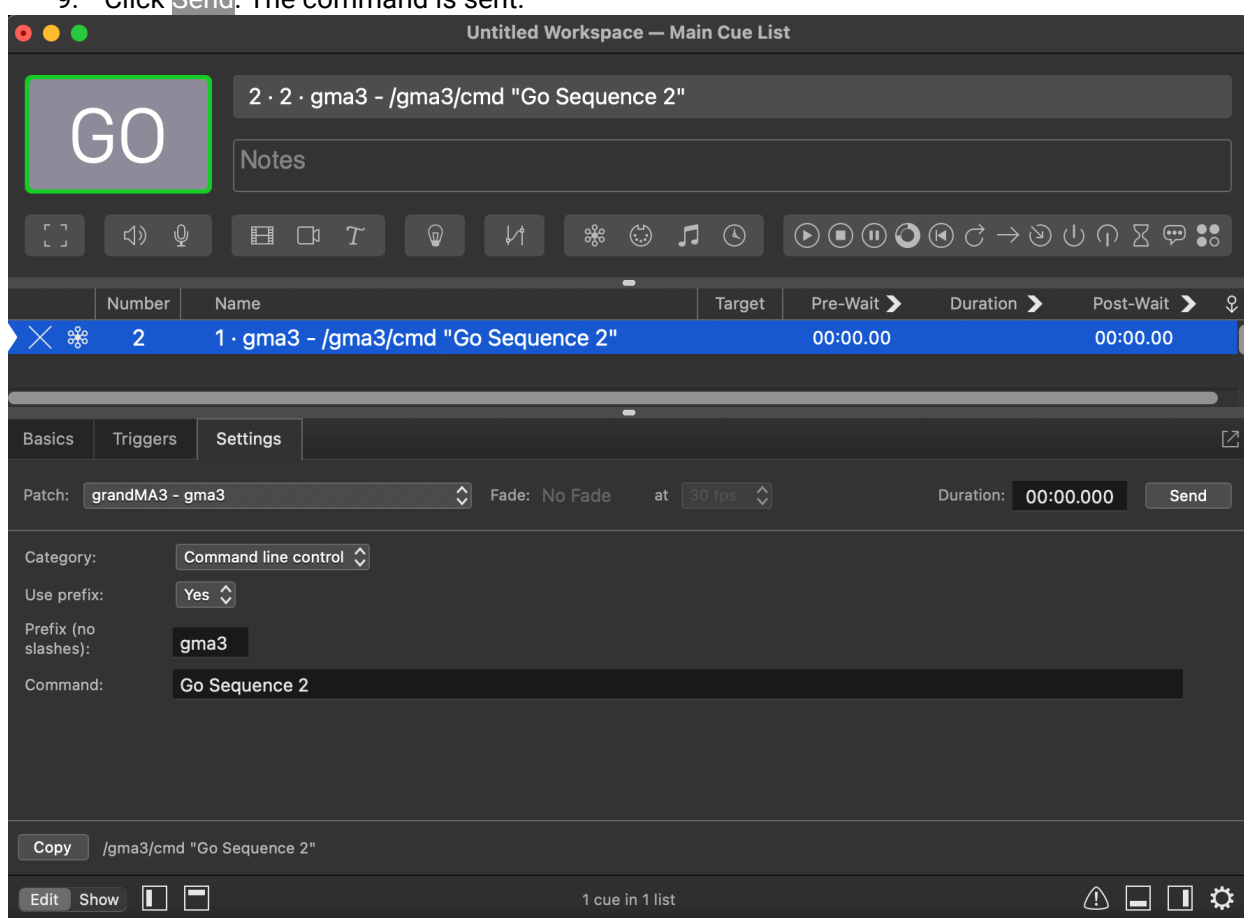 9. Click Send. The command is sent.
Untitled Workspace — Main Cue List
GO
2 · 2 · gma3 - /gma3/cmd "Go Sequence 2"
Notes
Number Name Target Pre-Wait Duration Post-Wait
2 1 · gma3 - /gma3/cmd "Go Sequence 2" 00:00.00 00:00.00
Basics Triggers Settings
Patch: grandMA3 - gma3 Fade: No Fade at 30 fps Duration: 00:00.000 Send
Category: Command line control
Use prefix: Yes
Prefix (no
slashes): gma3
Command: Go Sequence 2
Copy /gma3/cmd "Go Sequence 2"
Edit Show 1 cue in 1 list